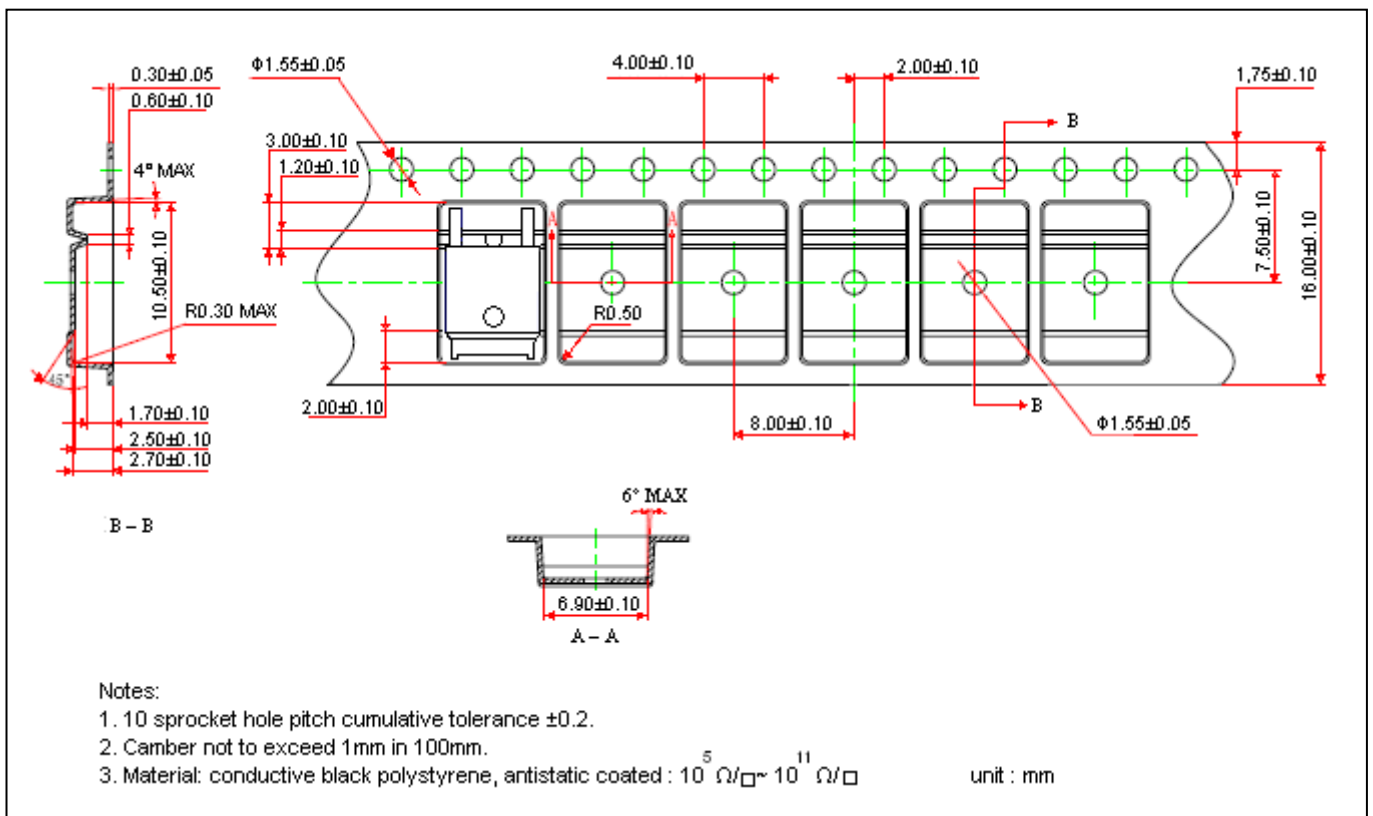 0.30±0.05
Φ1.55±0.05
4.00±0.10
2.00±0.10
1,75±0.10
0.60±0.10
B
3.00±0.10
4° MAX
1.20±0.10
A
A
10.50±0.10
7.50±0.10
16.00±0.10
R0.30 MAX
R0.50
45°
2.00±0.10
B
1.70±0.10
8.00±0.10
Φ1.55±0.05
2.50±0.10
2.70±0.10
6° MAX
B – B
6.90±0.10
A – A
Notes:
1. 10 sprocket hole pitch cumulative tolerance ±0.2.
2. Camber not to exceed 1mm in 100mm.
3. Material: conductive black polystyrene, antistatic coated : 10⁵ Ω/□~ 10¹¹ Ω/□ unit : mm